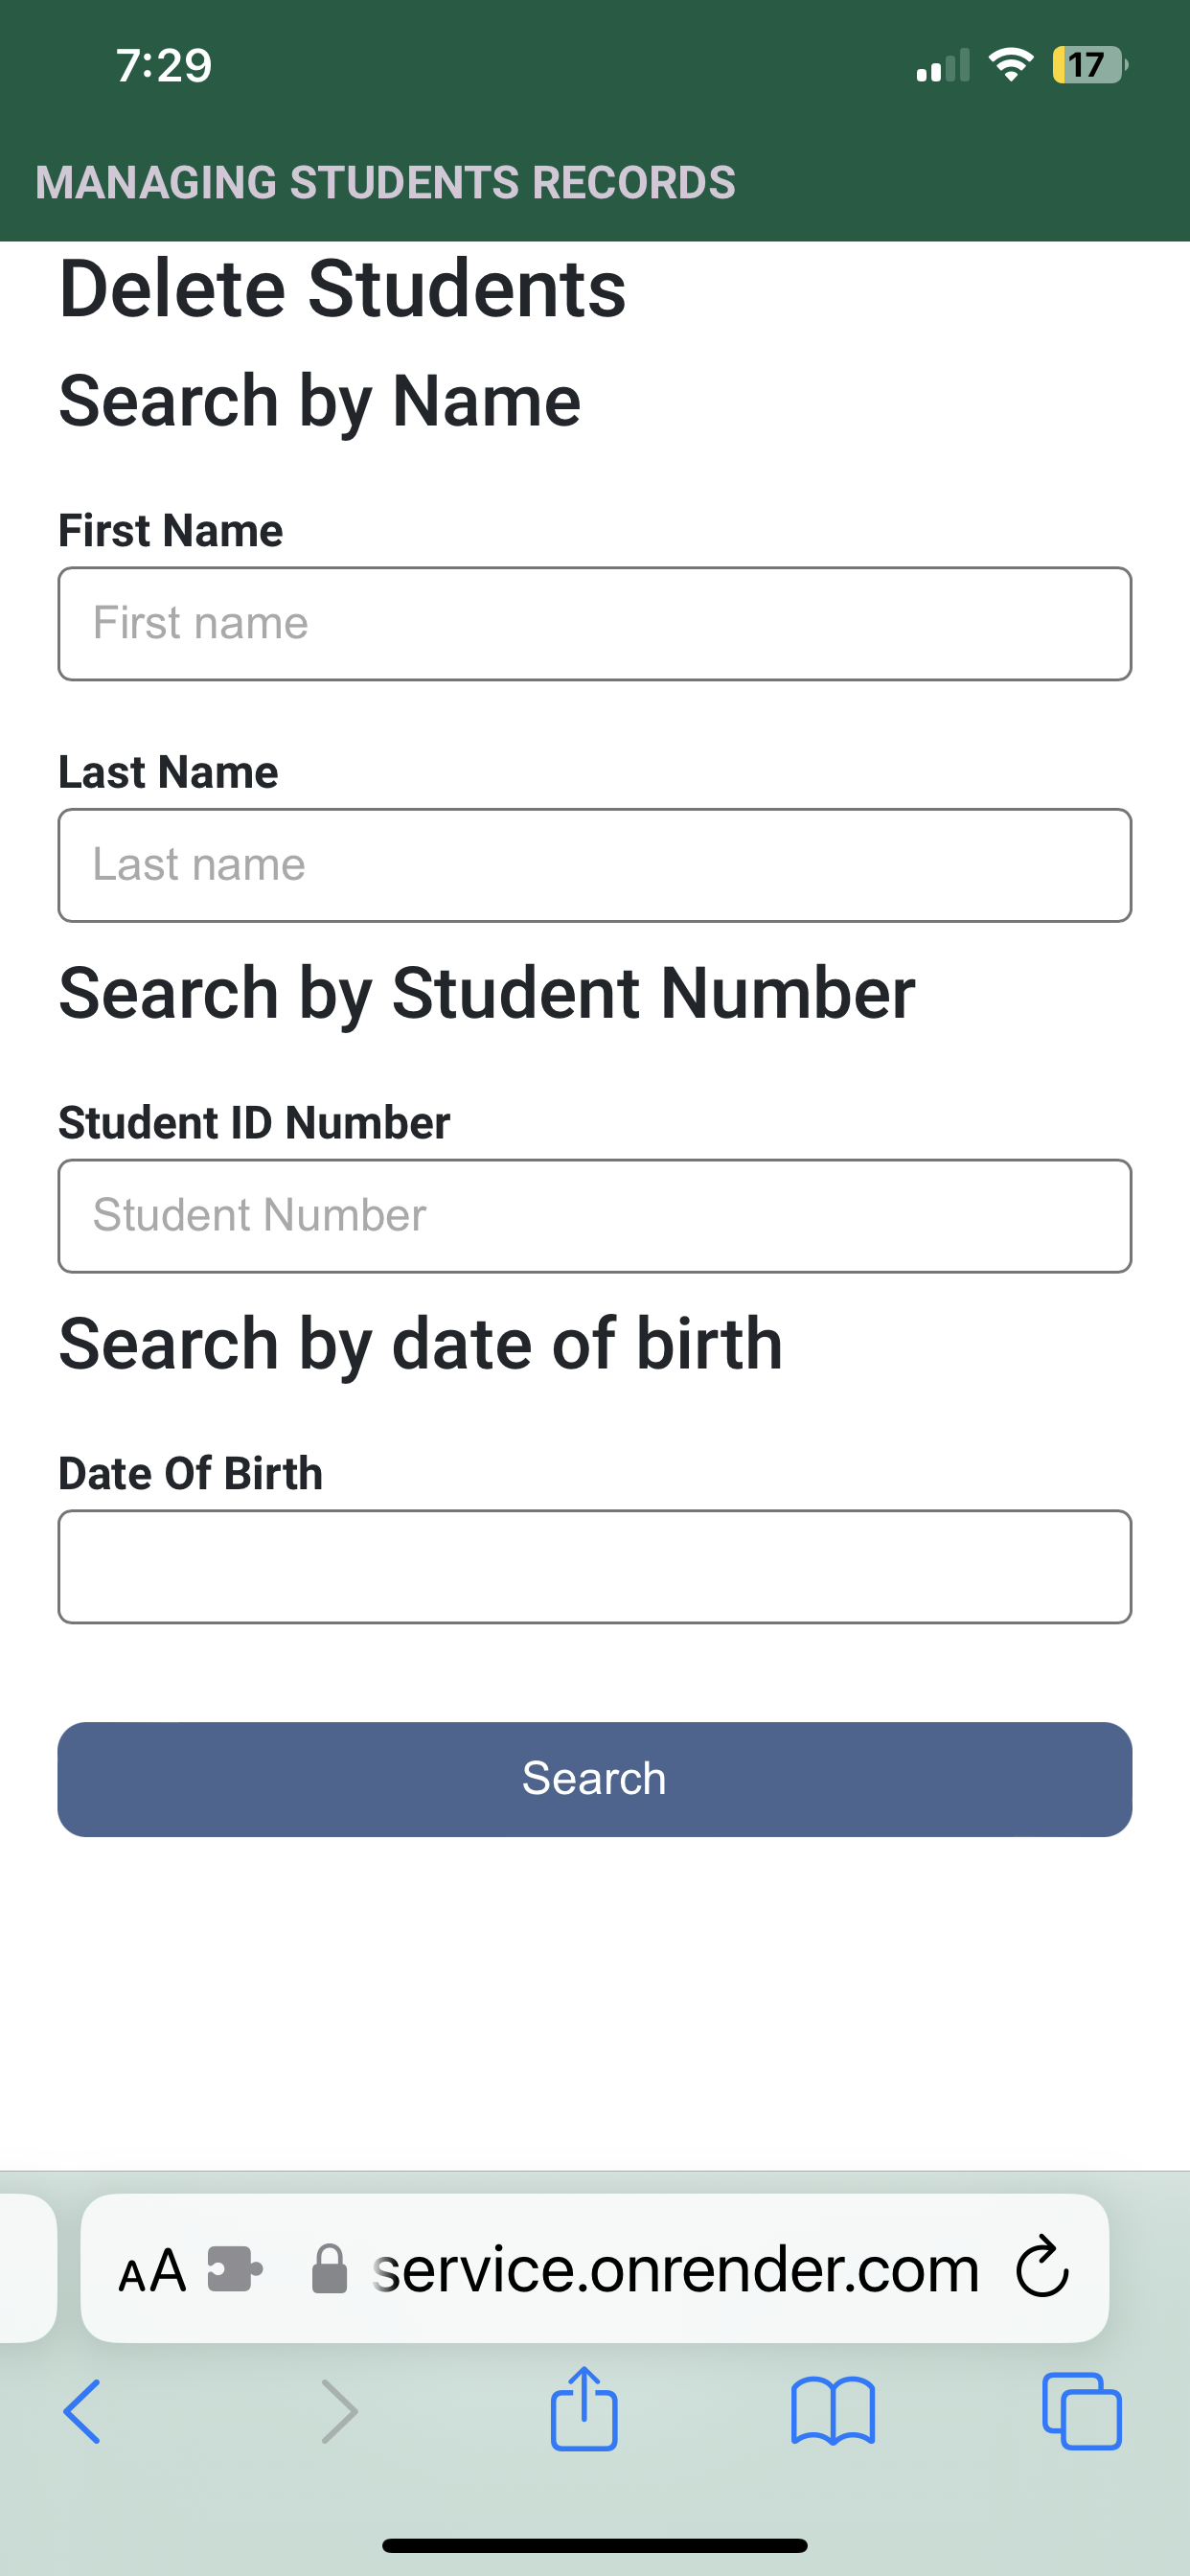 7:29
17
MANAGING STUDENTS RECORDS
Delete Students
Search by Name
First Name
First name
Last Name
Last name
Search by Student Number
Student ID Number
Student Number
Search by date of birth
Date Of Birth
Search
AA service.onrender.com